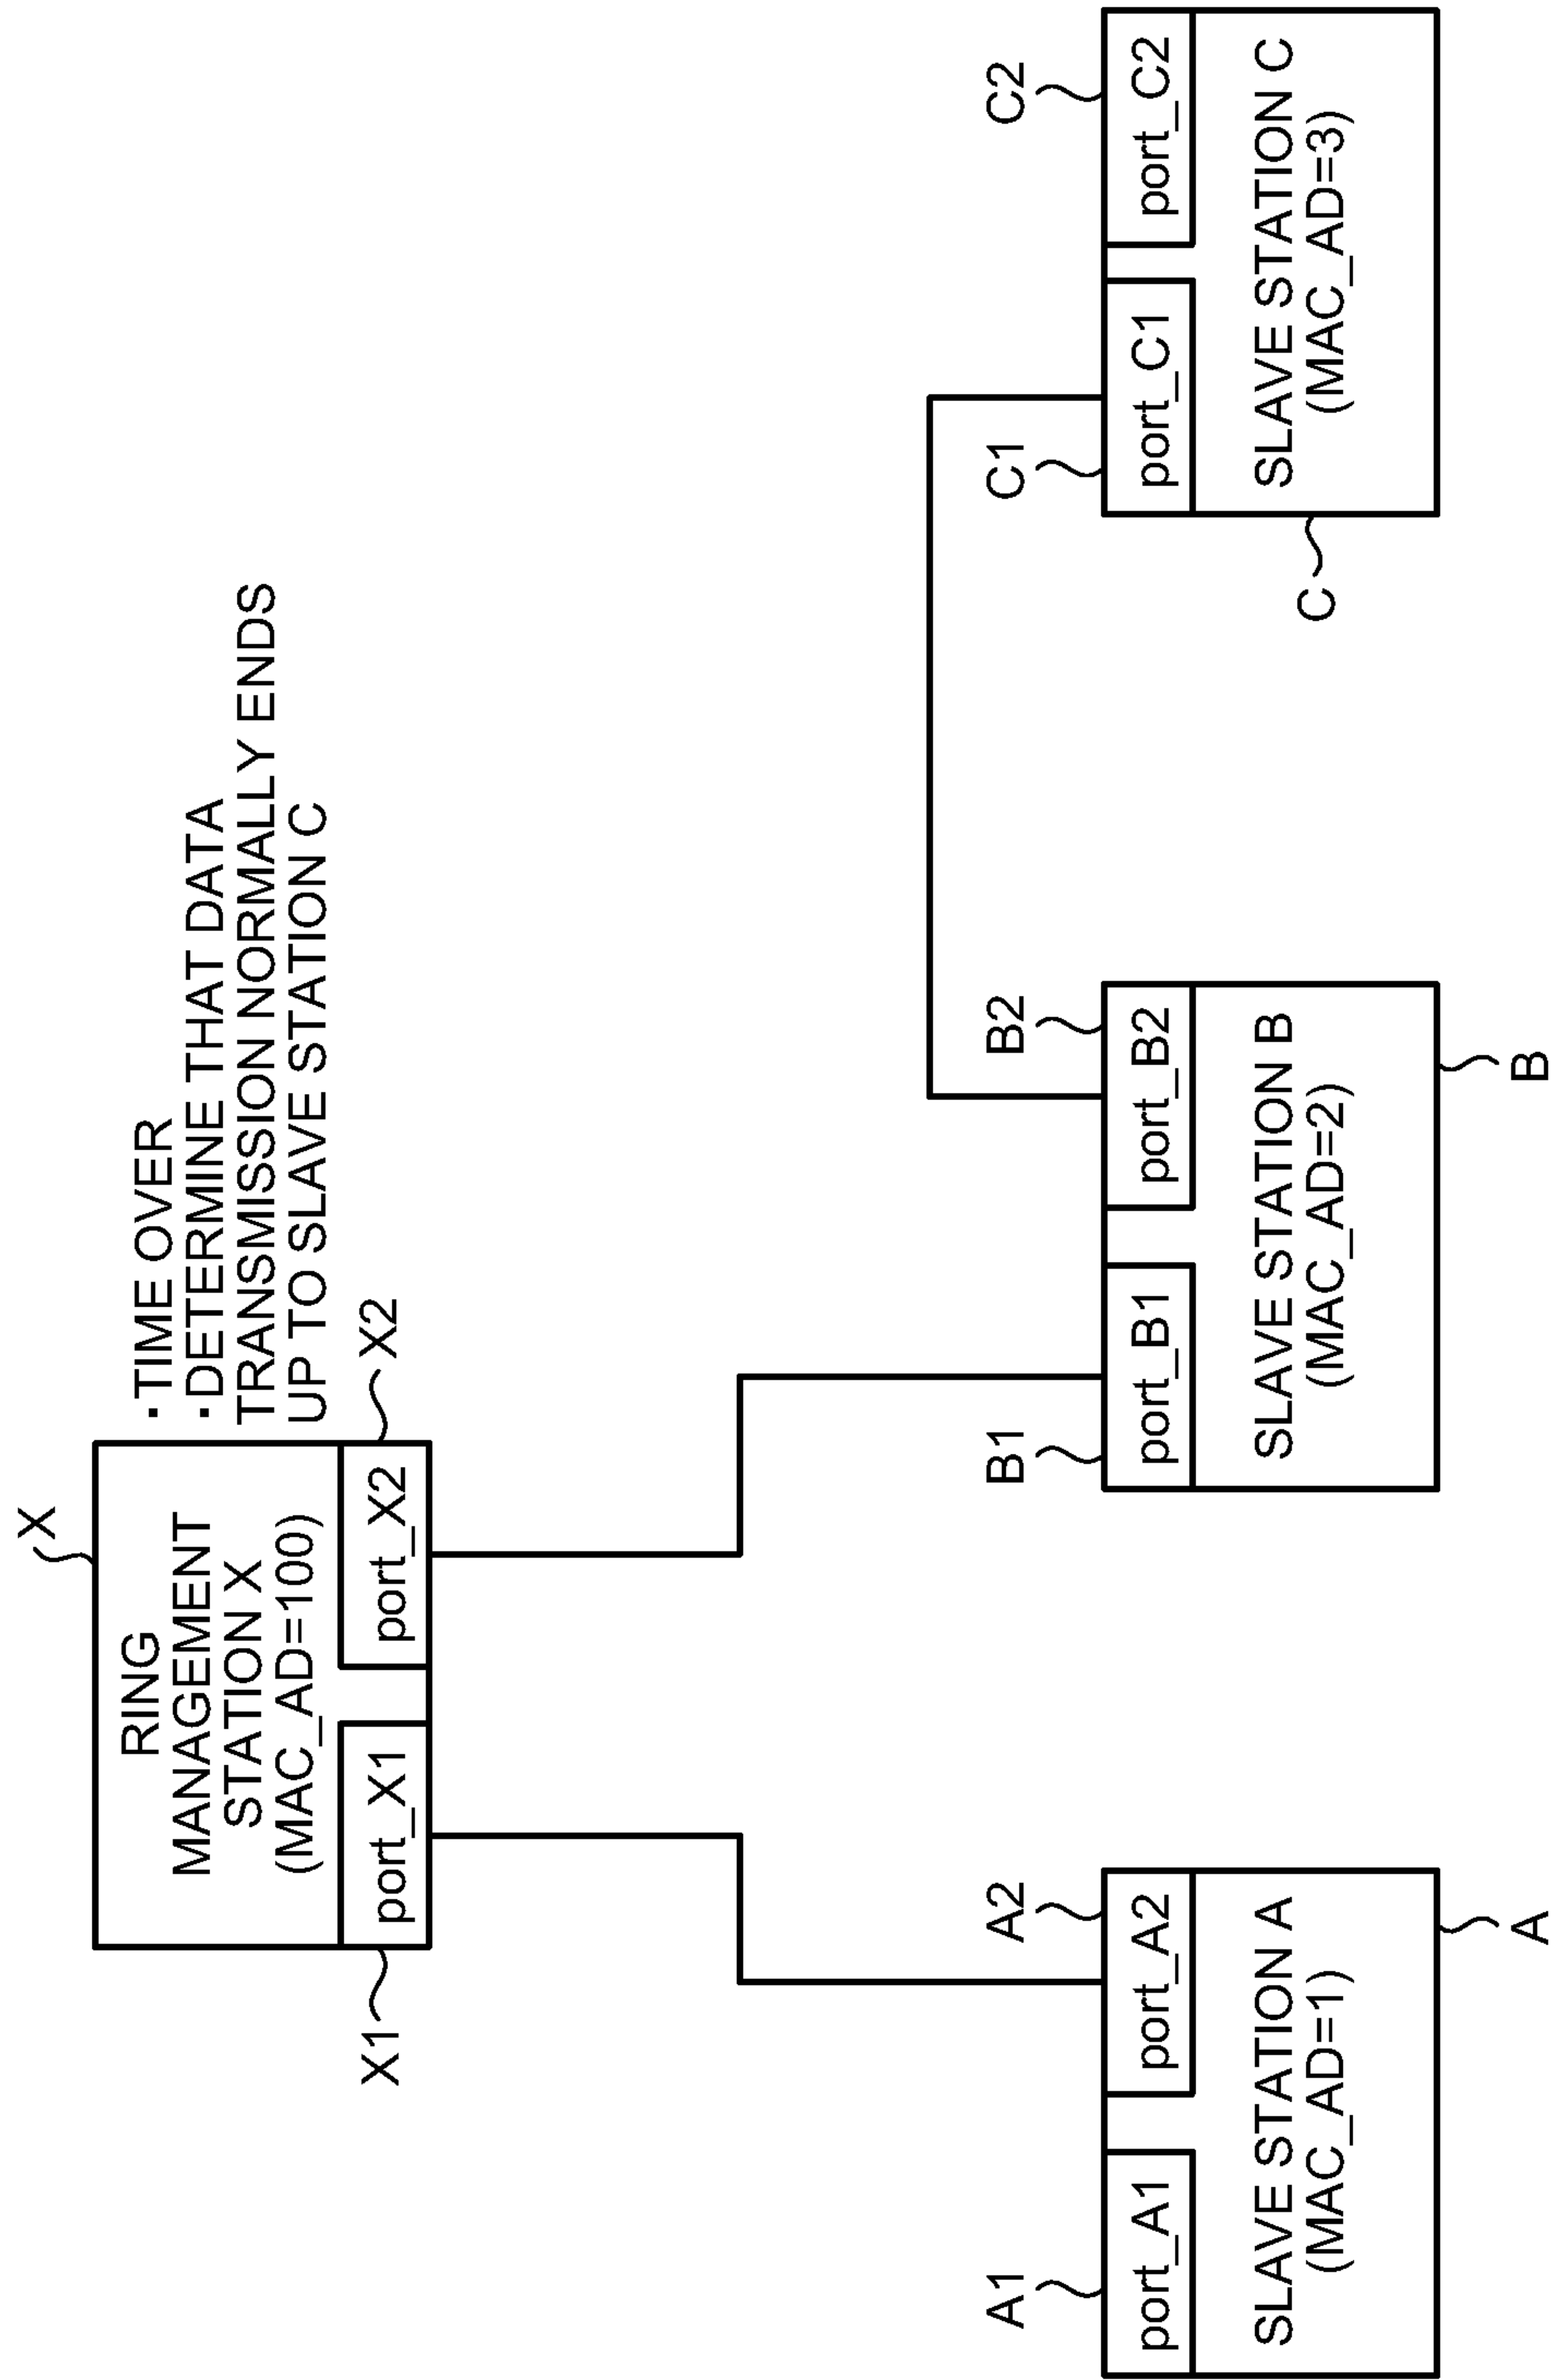 X
RING
MANAGEMENT
STATION X
(MAC_AD=100)
port_X1
port_X2
X1
X2
· TIME OVER
· DETERMINE THAT DATA
TRANSMISSION NORMALLY ENDS
UP TO SLAVE STATION C
A1
A2
port_A1
port_A2
SLAVE STATION A
(MAC_AD=1)
A
B1
B2
port_B1
port_B2
SLAVE STATION B
(MAC_AD=2)
B
C1
C2
port_C1
port_C2
SLAVE STATION C
(MAC_AD=3)
C